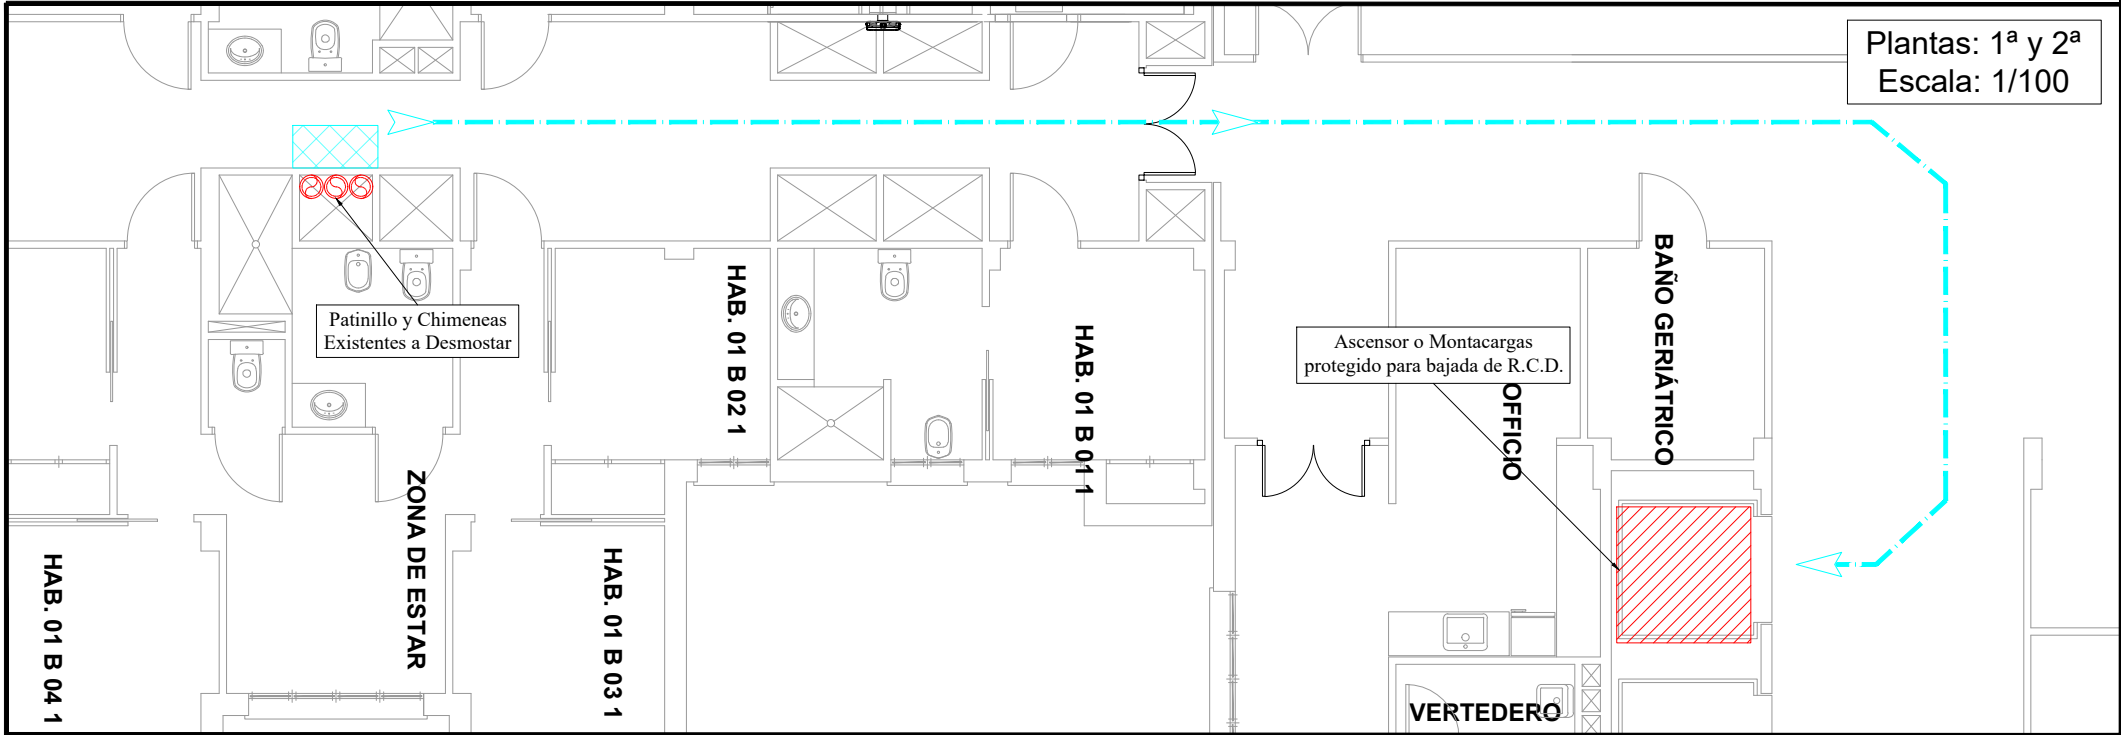 Plantas: 1ª y 2ª
Escala: 1/100
Patinillo y Chimeneas
Existentes a Desmostar
HAB. 01 B 02 1
HAB. 01 B 01 1
Ascensor o Montacargas
protegido para bajada de R.C.D.
OFFICIO
BAÑO GERIÁTRICO
ZONA DE ESTAR
HAB. 01 B 04 1
HAB. 01 B 03 1
VERTEDERO